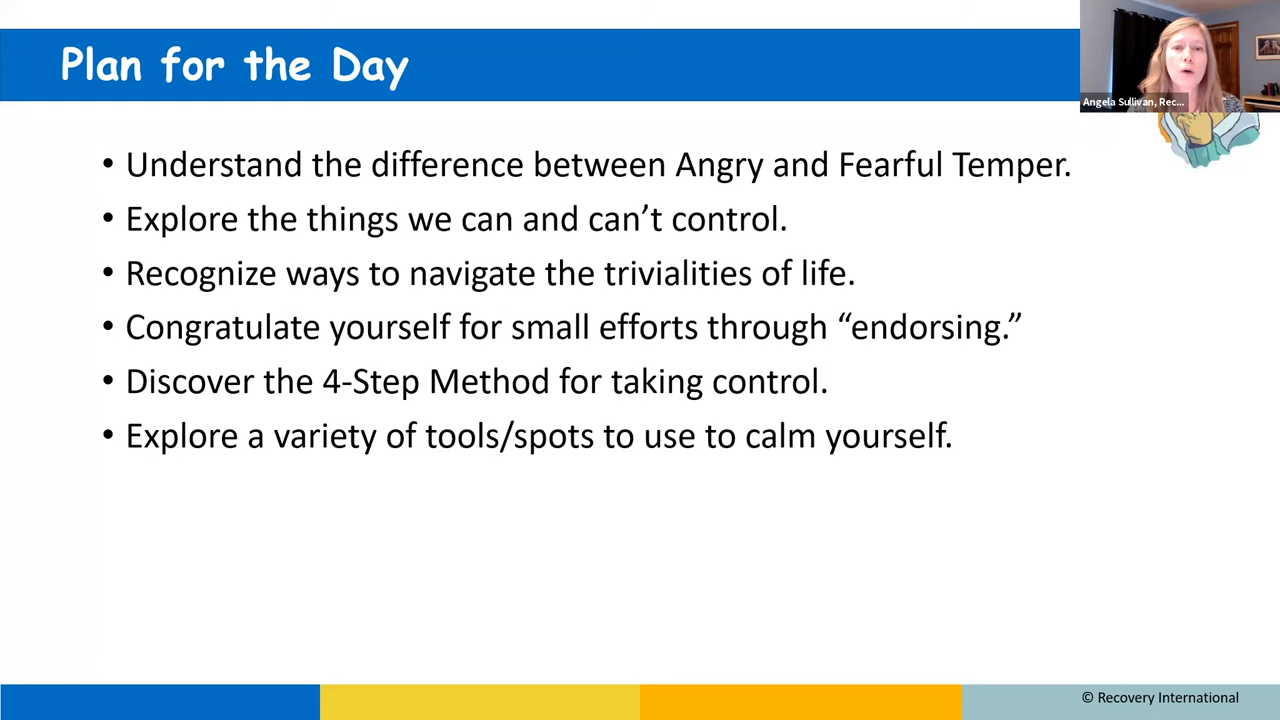 Plan for the Day
Angela Sullivan, Rec...
• Understand the difference between Angry and Fearful Temper.
• Explore the things we can and can’t control.
• Recognize ways to navigate the trivialities of life.
• Congratulate yourself for small efforts through “endorsing.”
• Discover the 4-Step Method for taking control.
• Explore a variety of tools/spots to use to calm yourself.
© Recovery International